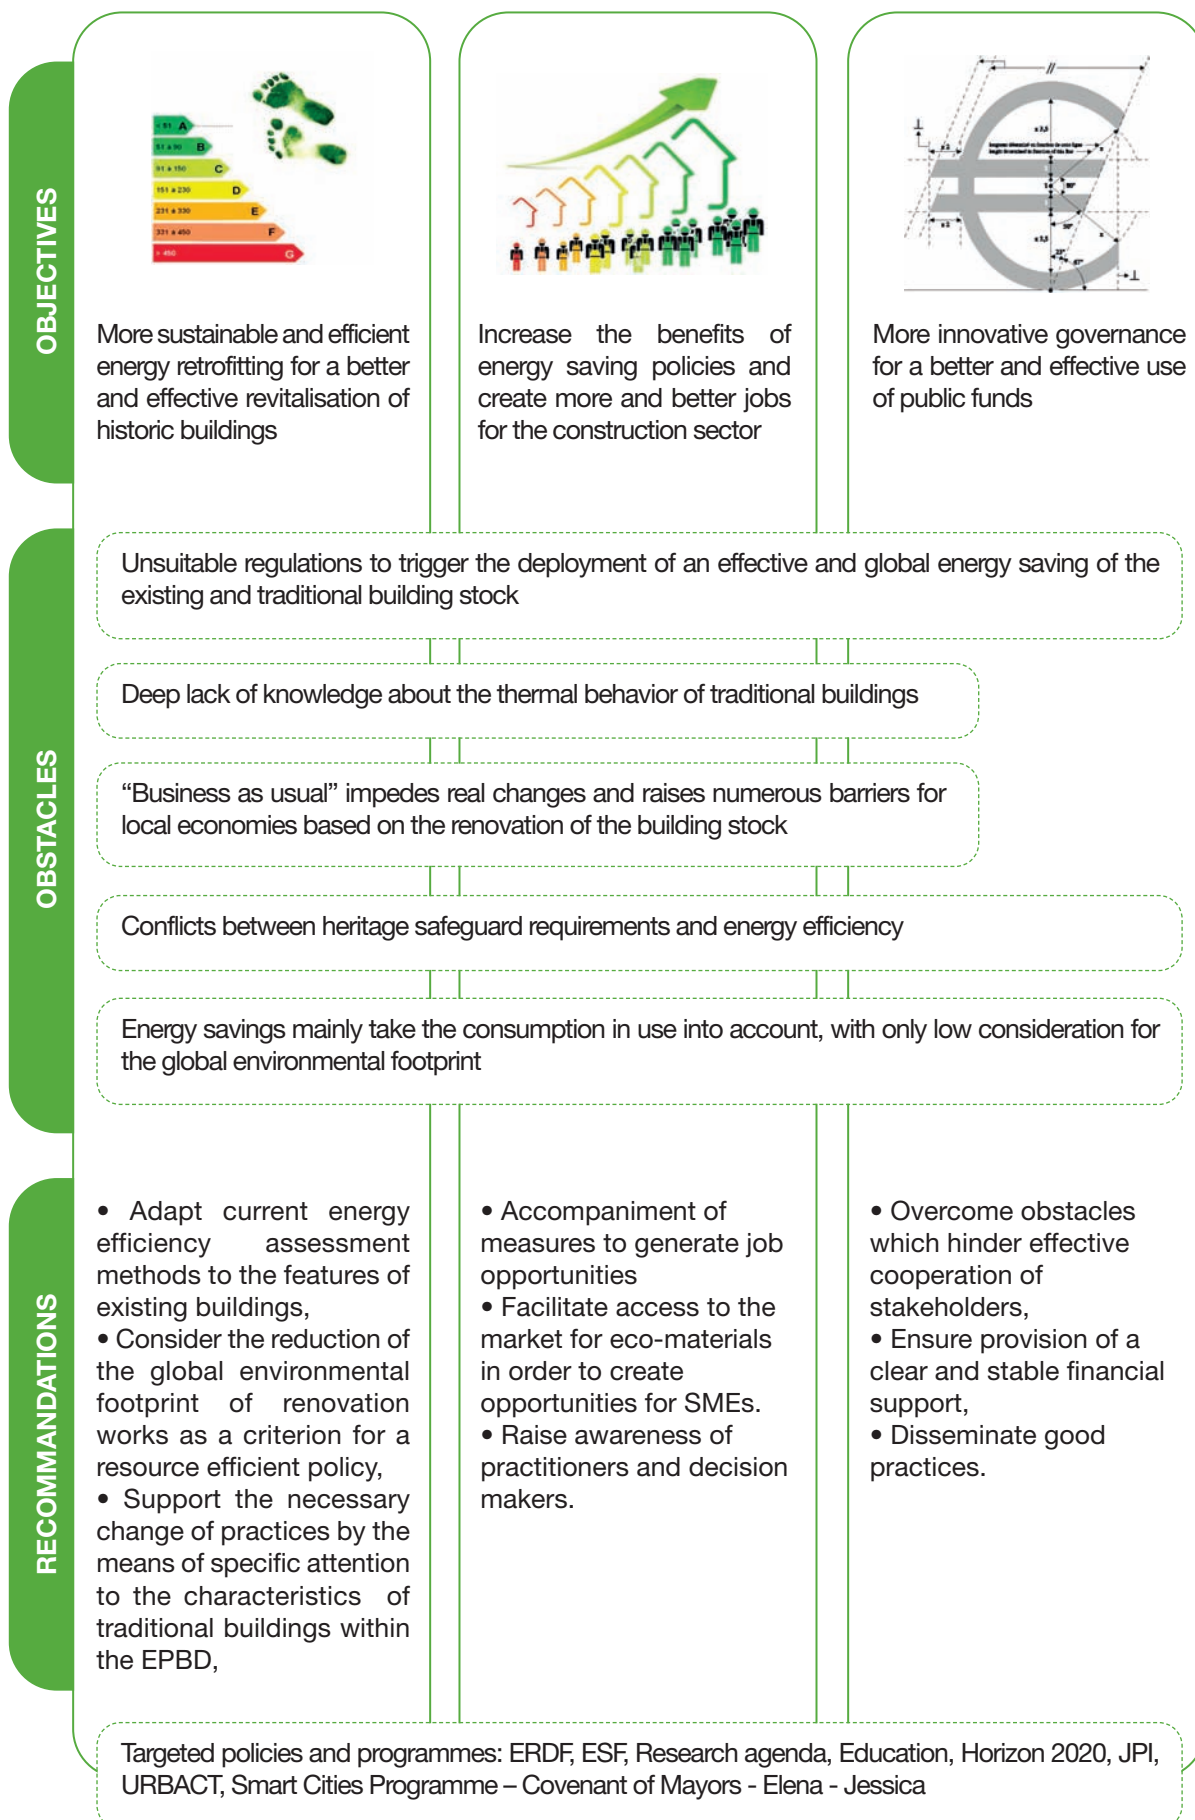 OBJECTIVES
< 51 A
51 à 90 B
91 à 150 C
151 à 230 D
231 à 330 E
331 à 450 F
> 450 G
More sustainable and efficient
energy retrofitting for a better
and effective revitalisation of
historic buildings
Increase the benefits of
energy saving policies and
create more and better jobs
for the construction sector
More innovative governance
for a better and effective use
of public funds
OBSTACLES
Unsuitable regulations to trigger the deployment of an effective and global energy saving of the
existing and traditional building stock
Deep lack of knowledge about the thermal behavior of traditional buildings
“Business as usual” impedes real changes and raises numerous barriers for
local economies based on the renovation of the building stock
Conflicts between heritage safeguard requirements and energy efficiency
Energy savings mainly take the consumption in use into account, with only low consideration for
the global environmental footprint
RECOMMANDATIONS
• Adapt current energy
efficiency assessment
methods to the features of
existing buildings,
• Consider the reduction of
the global environmental
footprint of renovation
works as a criterion for a
resource efficient policy,
• Support the necessary
change of practices by the
means of specific attention
to the characteristics of
traditional buildings within
the EPBD,
• Accompaniment of
measures to generate job
opportunities
• Facilitate access to the
market for eco-materials
in order to create
opportunities for SMEs.
• Raise awareness of
practitioners and decision
makers.
• Overcome obstacles
which hinder effective
cooperation of
stakeholders,
• Ensure provision of a
clear and stable financial
support,
• Disseminate good
practices.
Targeted policies and programmes: ERDF, ESF, Research agenda, Education, Horizon 2020, JPI,
URBACT, Smart Cities Programme – Covenant of Mayors - Elena - Jessica